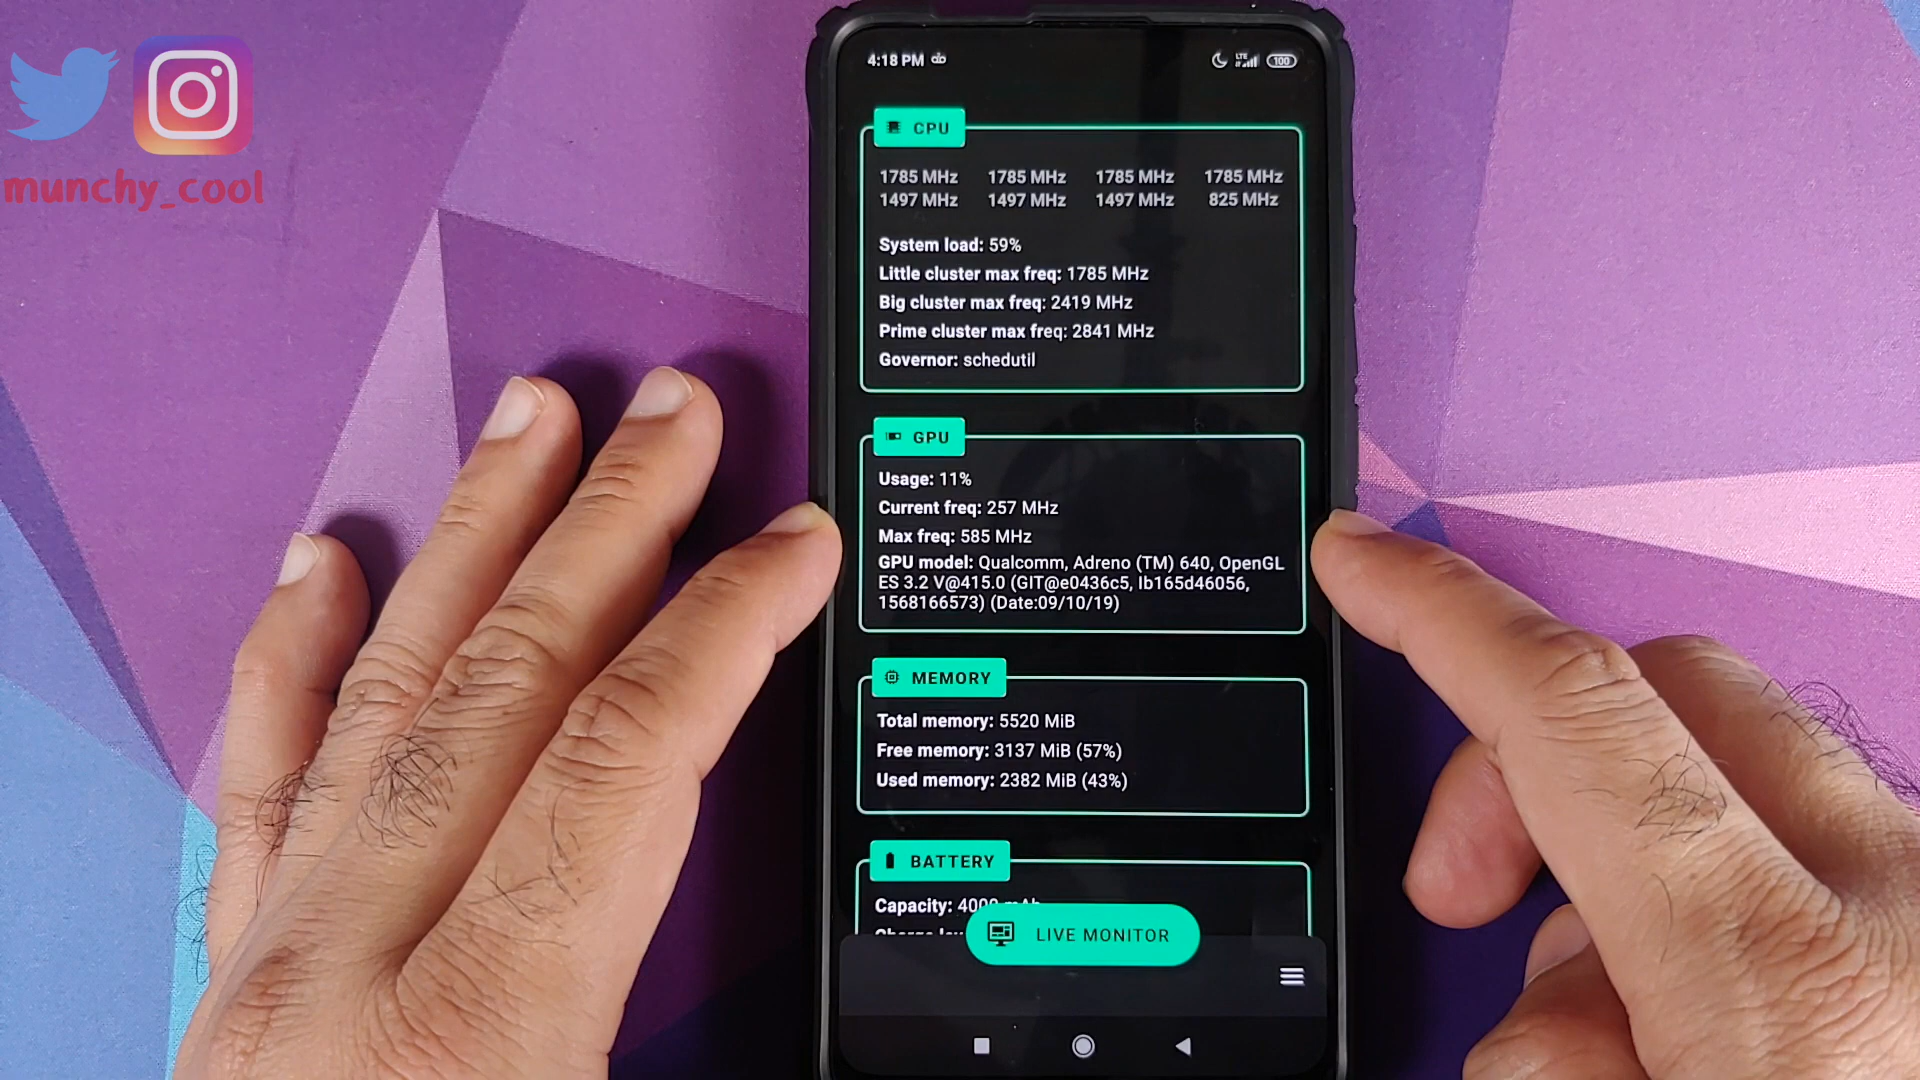 munchy_cool
4:18 PM
LTE
100
CPU
1785 MHz 1785 MHz 1785 MHz 1785 MHz
1497 MHz 1497 MHz 1497 MHz 825 MHz
System load: 59%
Little cluster max freq: 1785 MHz
Big cluster max freq: 2419 MHz
Prime cluster max freq: 2841 MHz
Governor: schedutil
GPU
Usage: 11%
Current freq: 257 MHz
Max freq: 585 MHz
GPU model: Qualcomm, Adreno (TM) 640, OpenGL
ES 3.2 V@415.0 (GIT@e0436c5, Ib165d46056,
1568166573) (Date:09/10/19)
MEMORY
Total memory: 5520 MiB
Free memory: 3137 MiB (57%)
Used memory: 2382 MiB (43%)
BATTERY
Capacity: 4000 mAh
LIVE MONITOR